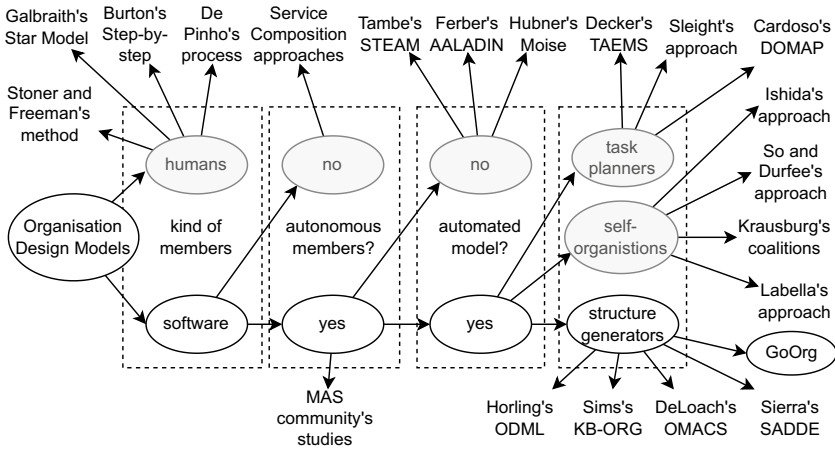 Galbraith's
Star Model
Burton's
Step-by-
step
De
Pinho's
process
Service
Composition
approaches
Tambe's
STEAM
Ferber's
AALADIN
Hubner's
Moise
Decker's
TAEMS
Sleight's
approach
Cardoso's
DOMAP
Stoner and
Freeman's
method
Ishida's
approach
humans
no
no
task
planners
So and
Durfee's
approach
Organisation
Design Models
kind of
members
autonomous
members?
automated
model?
self-
organistions
Krausburg's
coalitions
Labella's
approach
software
yes
yes
structure
generators
GoOrg
MAS
community's
studies
Horling's
ODML
Sims's
KB-ORG
DeLoach's
OMACS
Sierra's
SADDE